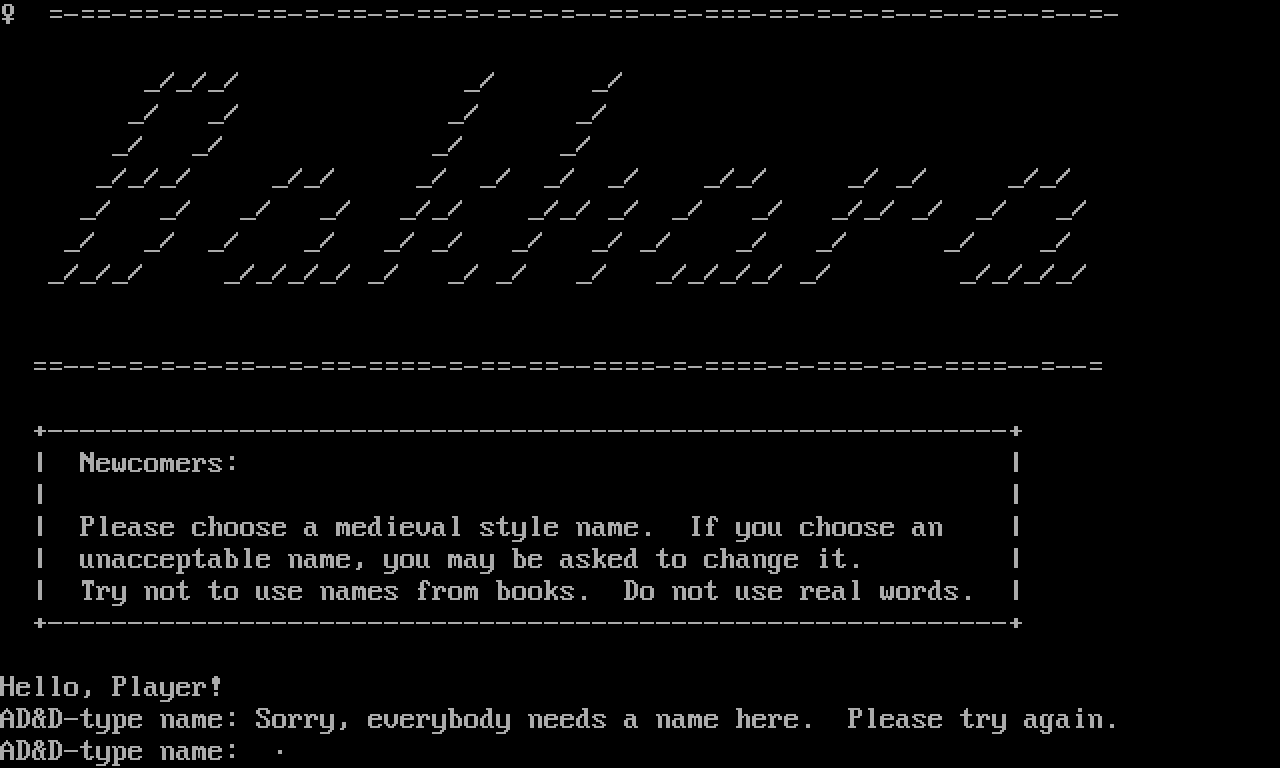 Bakhara
Newcomers:
Please choose a medieval style name.  If you choose an
unacceptable name, you may be asked to change it.
Try not to use names from books.  Do not use real words.
Hello, Player!
AD&D-type name: Sorry, everybody needs a name here.  Please try again.
AD&D-type name:  .